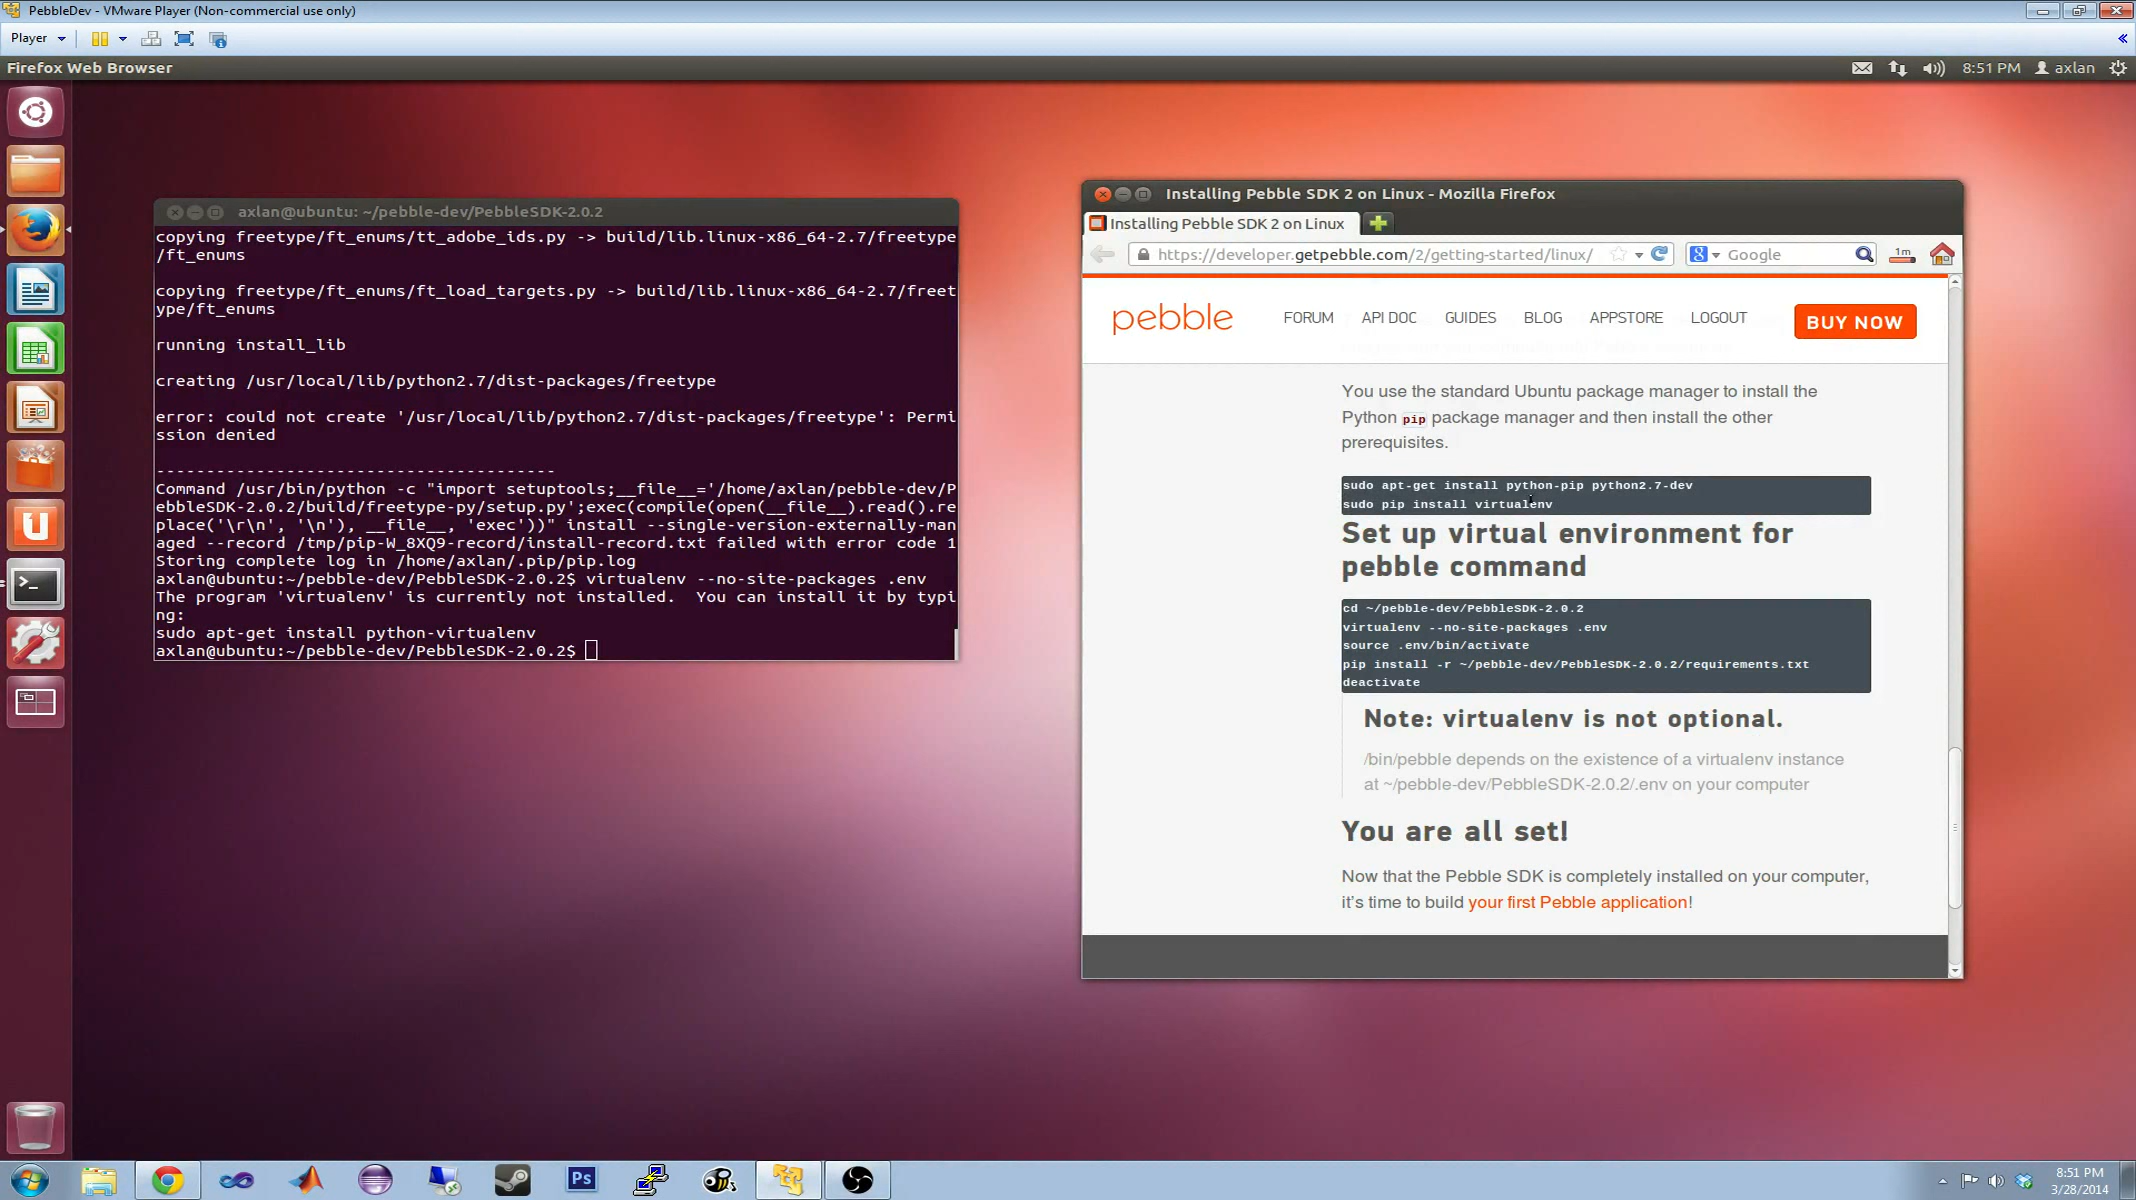 PebbleDev - VMware Player (Non-commercial use only)
Player
Firefox Web Browser
8:51 PM
axlan
axlan@ubuntu: ~/pebble-dev/PebbleSDK-2.0.2
copying freetype/ft_enums/tt_adobe_ids.py -> build/lib.linux-x86_64-2.7/freetype
/ft_enums
copying freetype/ft_enums/ft_load_targets.py -> build/lib.linux-x86_64-2.7/freet
ype/ft_enums
running install_lib
creating /usr/local/lib/python2.7/dist-packages/freetype
error: could not create '/usr/local/lib/python2.7/dist-packages/freetype': Permi
ssion denied
----------------------------------------
Command /usr/bin/python -c "import setuptools;__file__='/home/axlan/pebble-dev/P
ebbleSDK-2.0.2/build/freetype-py/setup.py';exec(compile(open(__file__).read().re
place('\r\n', '\n'), __file__, 'exec'))" install --single-version-externally-man
aged --record /tmp/pip-W_8XQ9-record/install-record.txt failed with error code 1
Storing complete log in /home/axlan/.pip/pip.log
axlan@ubuntu:~/pebble-dev/PebbleSDK-2.0.2$ virtualenv --no-site-packages .env
The program 'virtualenv' is currently not installed.  You can install it by typi
ng:
sudo apt-get install python-virtualenv
axlan@ubuntu:~/pebble-dev/PebbleSDK-2.0.2$
Installing Pebble SDK 2 on Linux - Mozilla Firefox
Installing Pebble SDK 2 on Linux
https://developer.getpebble.com/2/getting-started/linux/
Google
1m
pebble
FORUM API DOC GUIDES BLOG APPSTORE LOGOUT
BUY NOW
You use the standard Ubuntu package manager to install the
Python pip package manager and then install the other
prerequisites.
sudo apt-get install python-pip python2.7-dev
sudo pip install virtualenv
Set up virtual environment for
pebble command
cd ~/pebble-dev/PebbleSDK-2.0.2
virtualenv --no-site-packages .env
source .env/bin/activate
pip install -r ~/pebble-dev/PebbleSDK-2.0.2/requirements.txt
deactivate
Note: virtualenv is not optional.
/bin/pebble depends on the existence of a virtualenv instance
at ~/pebble-dev/PebbleSDK-2.0.2/.env on your computer
You are all set!
Now that the Pebble SDK is completely installed on your computer,
it's time to build your first Pebble application!
Ps
8:51 PM
3/28/2014